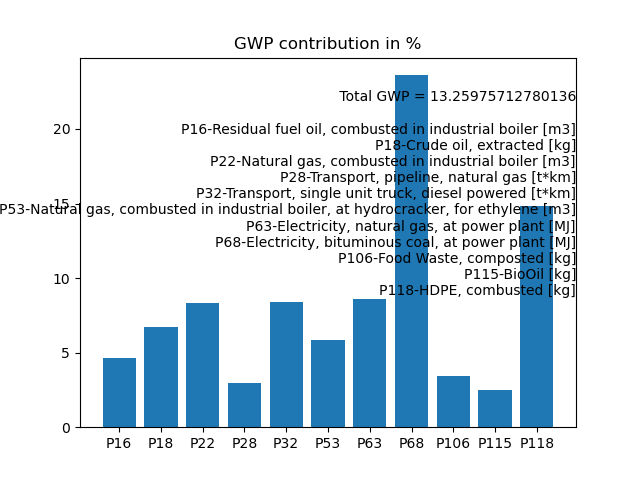 GWP contribution in %
Total GWP = 13.25975712780136
20
P16-Residual fuel oil, combusted in industrial boiler [m3]
P18-Crude oil, extracted [kg]
P22-Natural gas, combusted in industrial boiler [m3]
P28-Transport, pipeline, natural gas [t*km]
P32-Transport, single unit truck, diesel powered [t*km]
15
P53-Natural gas, combusted in industrial boiler, at hydrocracker, for ethylene [m3]
P63-Electricity, natural gas, at power plant [MJ]
P68-Electricity, bituminous coal, at power plant [MJ]
P106-Food Waste, composted [kg]
P115-BioOil [kg]
10
P118-HDPE, combusted [kg]
5
0
P16 P18 P22 P28 P32 P53 P63 P68 P106 P115 P118